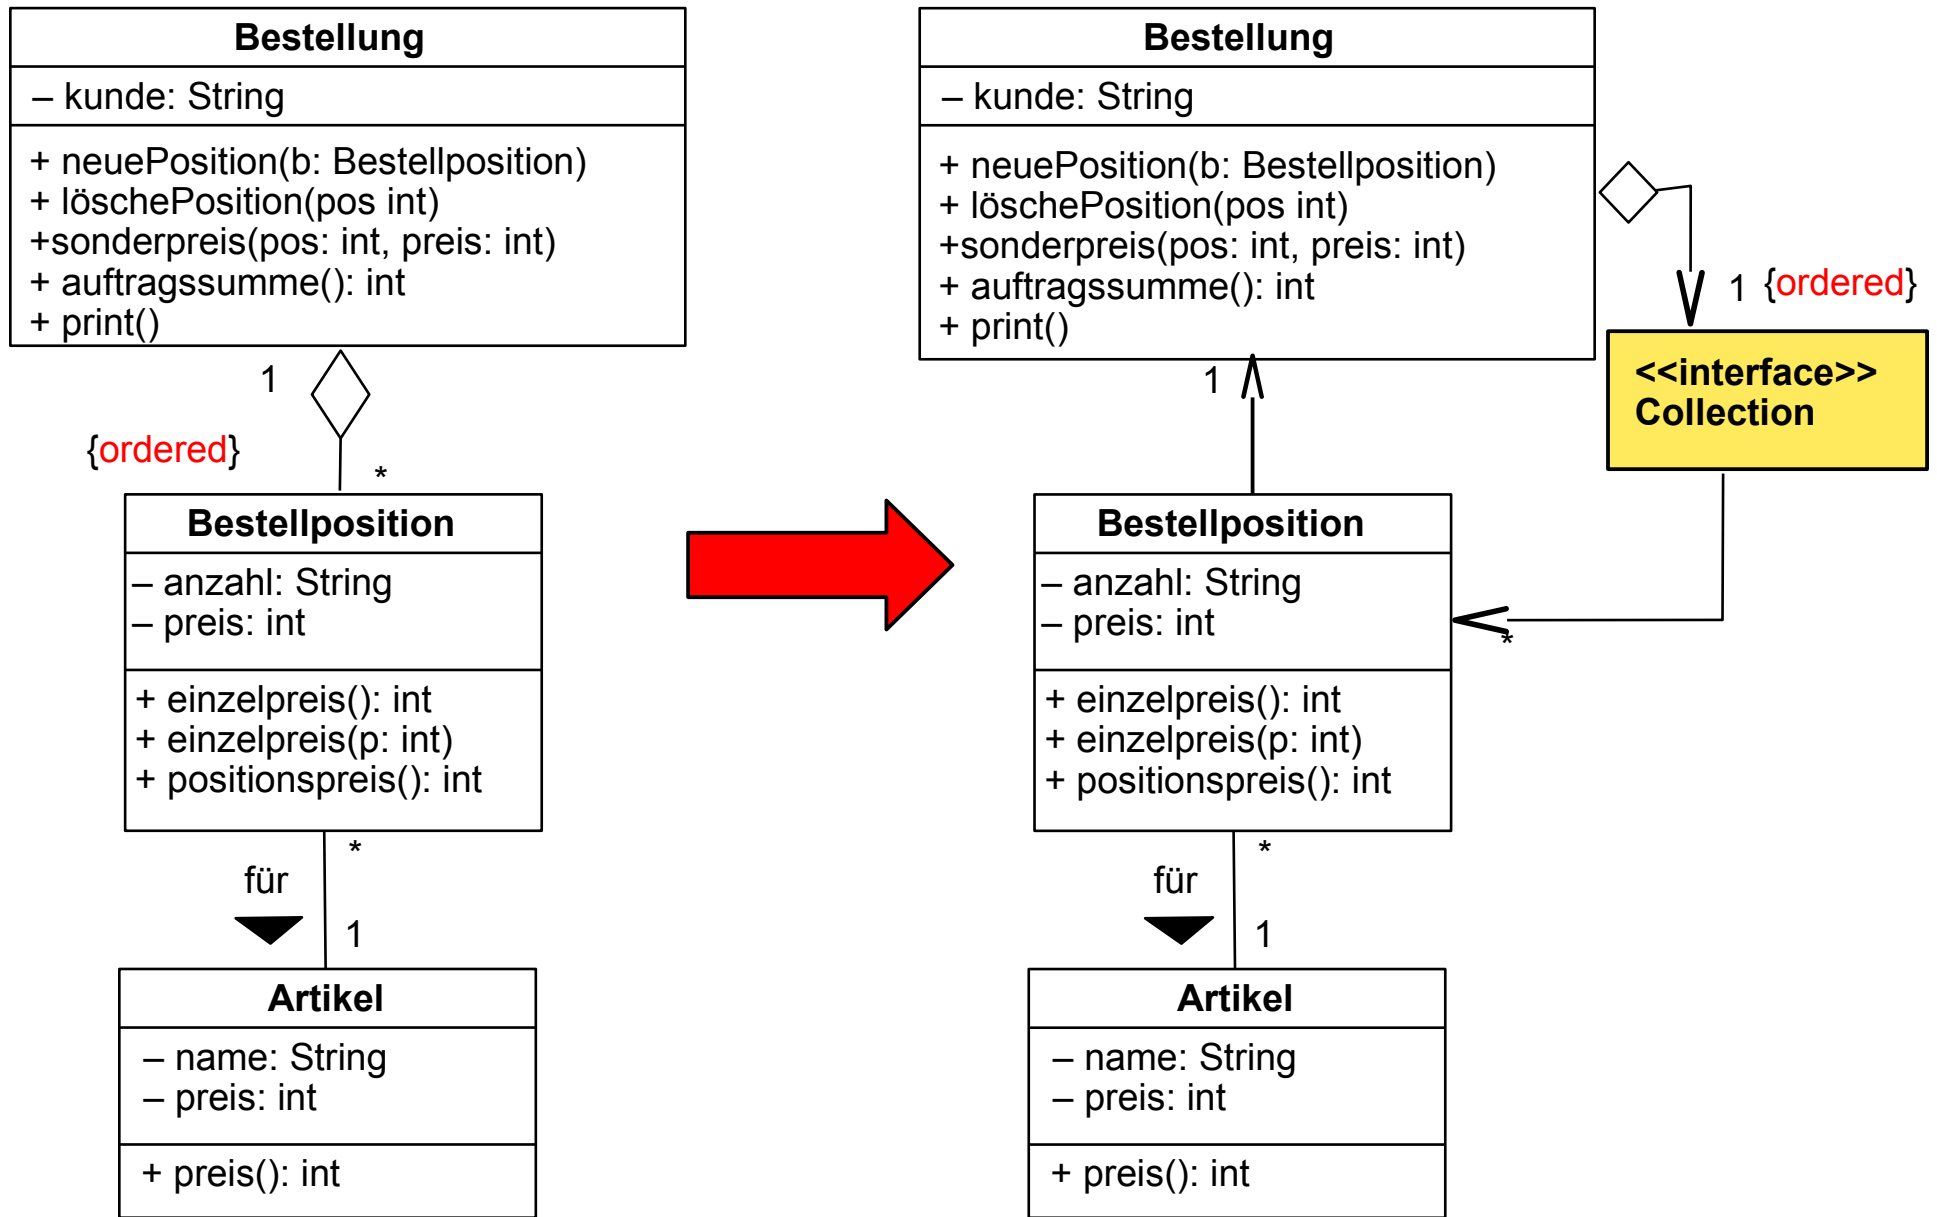 Bestellung
– kunde: String
+ neuePosition(b: Bestellposition)
+ löschePosition(pos int)
+sonderpreis(pos: int, preis: int)
+ auftragssumme(): int
+ print()
1
{ordered}
*
Bestellposition
– anzahl: String
– preis: int
+ einzelpreis(): int
+ einzelpreis(p: int)
+ positionspreis(): int
*
für
1
Artikel
– name: String
– preis: int
+ preis(): int
Bestellung
– kunde: String
+ neuePosition(b: Bestellposition)
+ löschePosition(pos int)
+sonderpreis(pos: int, preis: int)
+ auftragssumme(): int
+ print()
1 {ordered}
<<interface>>
Collection
1
Bestellposition
– anzahl: String
– preis: int
*
+ einzelpreis(): int
+ einzelpreis(p: int)
+ positionspreis(): int
*
für
1
Artikel
– name: String
– preis: int
+ preis(): int